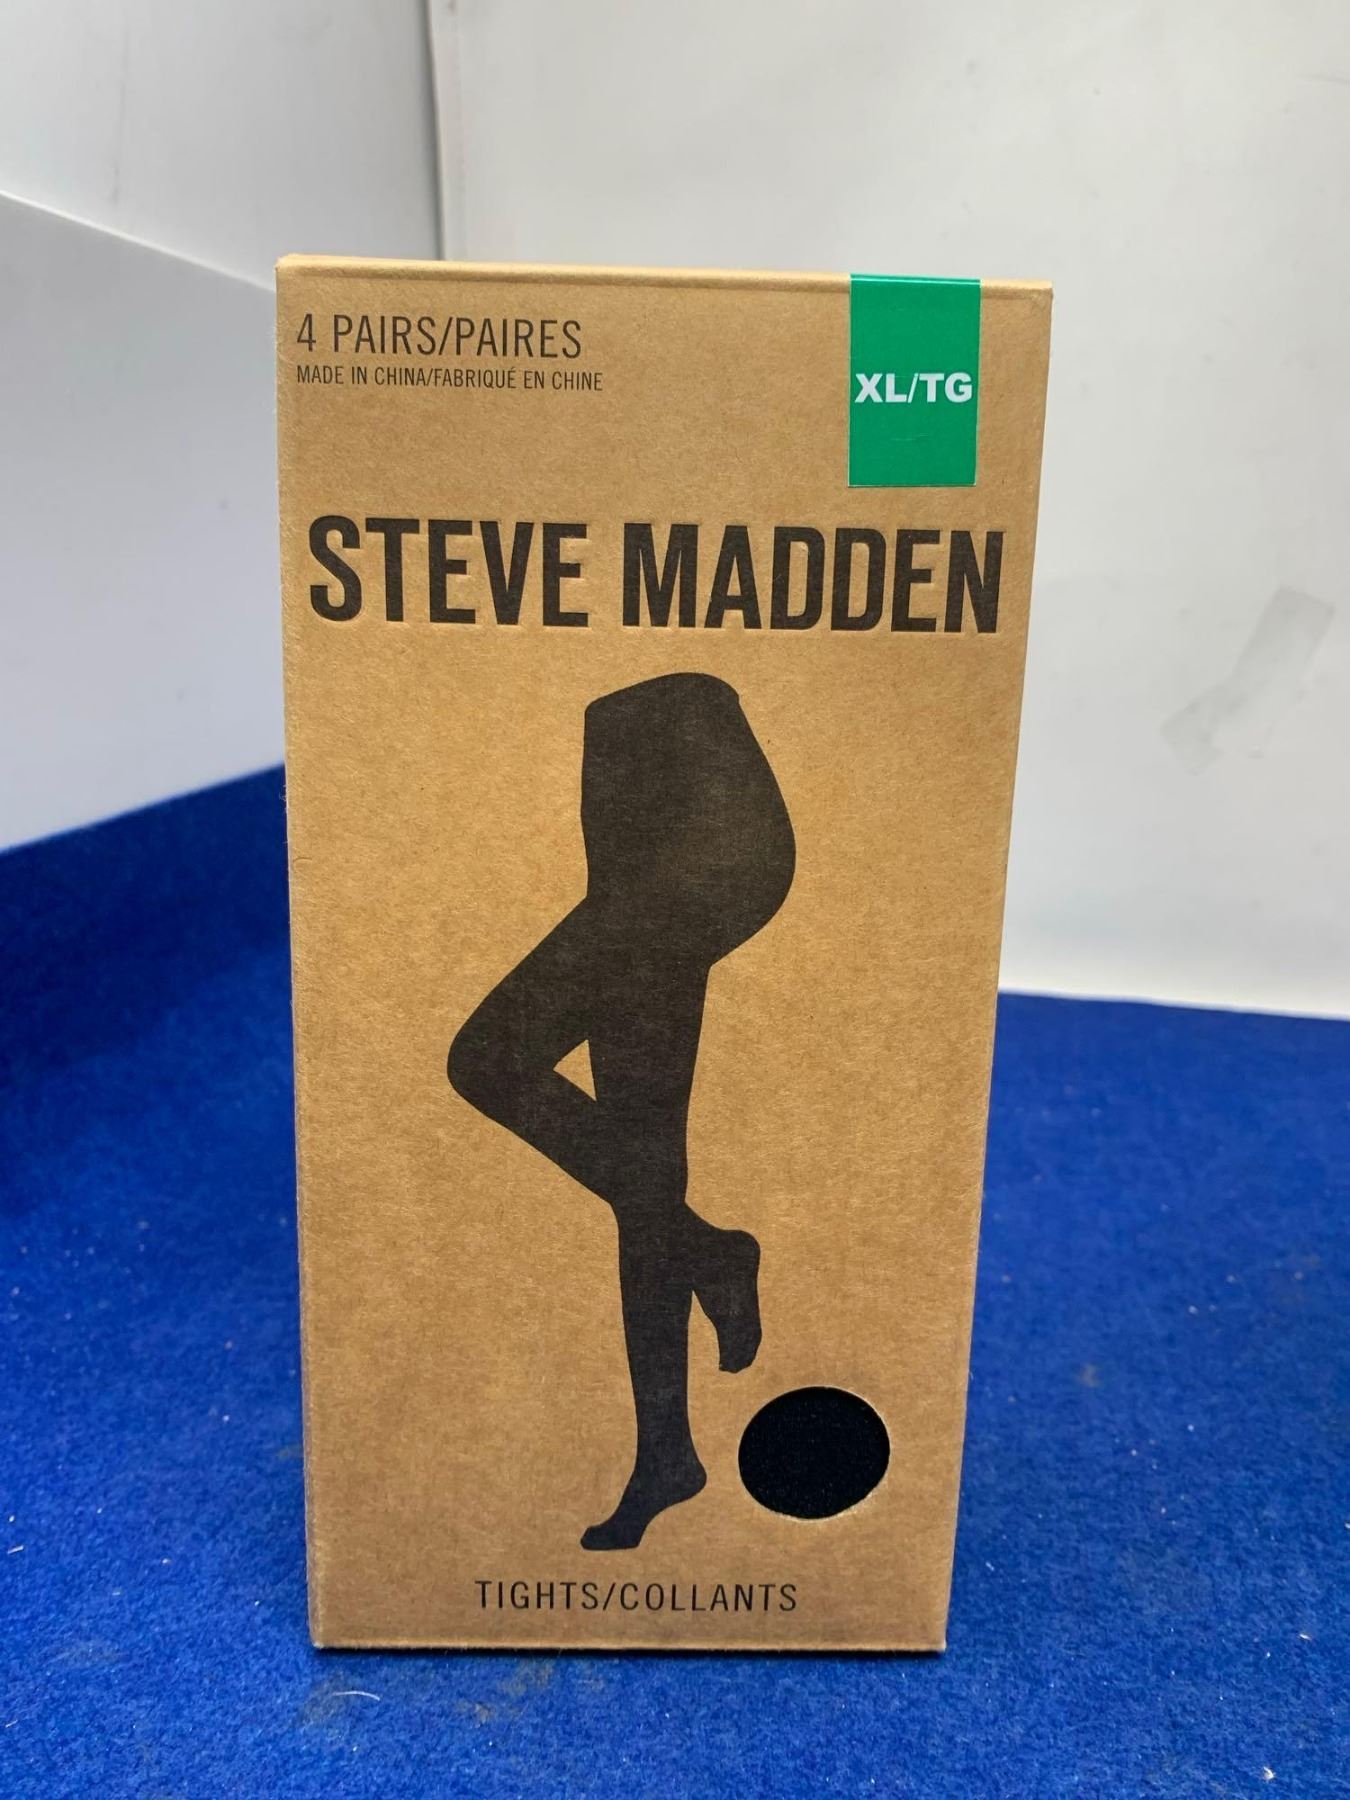 4 PAIRS/PAIRES
MADE IN CHINA/FABRIQUÉ EN CHINE
XL/TG
STEVE MADDEN
TIGHTS/COLLANTS